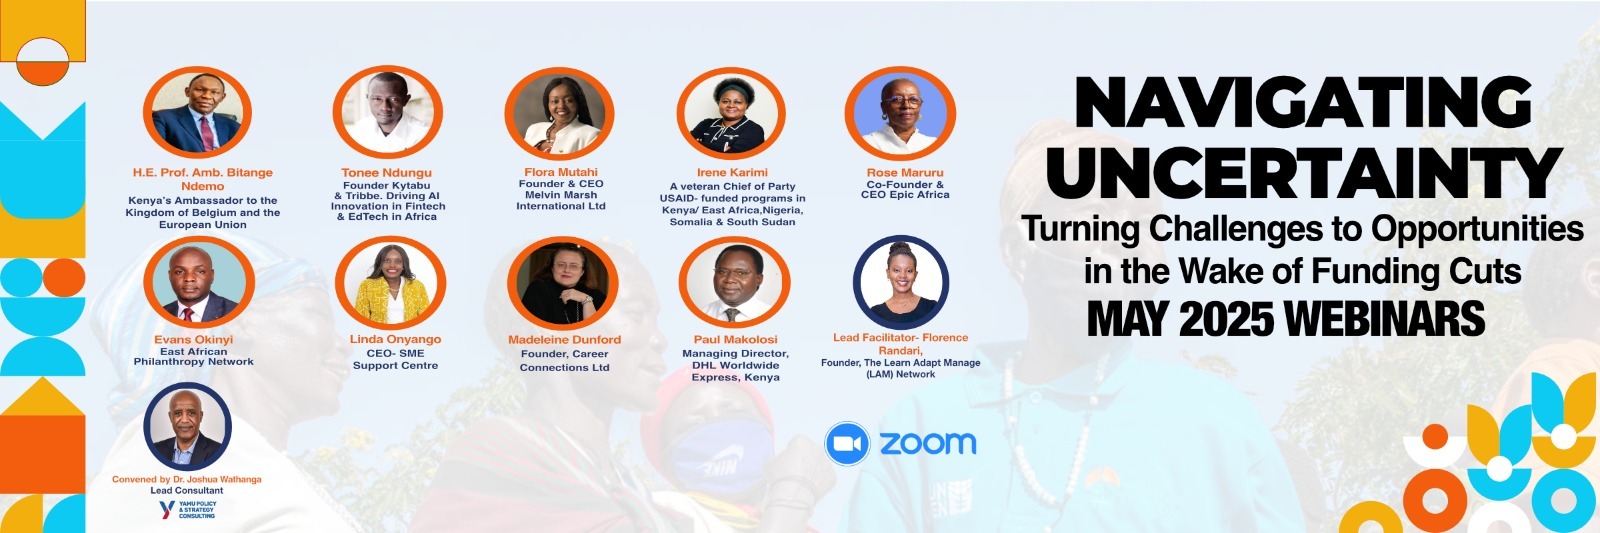 NAVIGATING
UNCERTAINTY
Turning Challenges to Opportunities
in the Wake of Funding Cuts
MAY 2025 WEBINARS
H.E. Prof. Amb. Bitange
Ndemo
Kenya's Ambassador to the
Kingdom of Belgium and the
European Union
Tonee Ndungu
Founder Kytabu
& Tribbe. Driving AI
Innovation in Fintech
& EdTech in Africa
Flora Mutahi
Founder & CEO
Melvin Marsh
International Ltd
Irene Karimi
A veteran Chief of Party
USAID- funded programs in
Kenya/ East Africa,Nigeria,
Somalia & South Sudan
Rose Maruru
Co-Founder &
CEO Epic Africa
Evans Okinyi
East African
Philanthropy Network
Linda Onyango
CEO- SME
Support Centre
Madeleine Dunford
Founder, Career
Connections Ltd
Paul Makolosi
Managing Director,
DHL Worldwide
Express, Kenya
Lead Facilitator- Florence
Randari,
Founder, The Learn Adapt Manage
(LAM) Network
Convened by Dr. Joshua Wathanga
Lead Consultant
YAMU POLICY
& STRATEGY
CONSULTING
zoom
NIKE